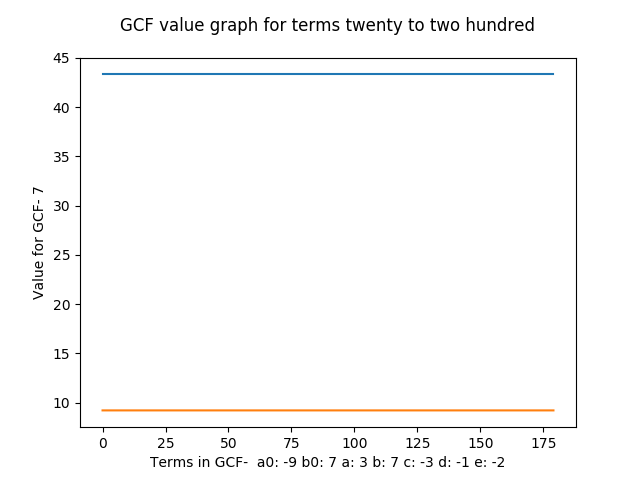 GCF value graph for terms twenty to two hundred
45
40
35
30
25
20
15
10
Value for GCF- 7
0 25 50 75 100 125 150 175
Terms in GCF-  a0: -9 b0: 7 a: 3 b: 7 c: -3 d: -1 e: -2